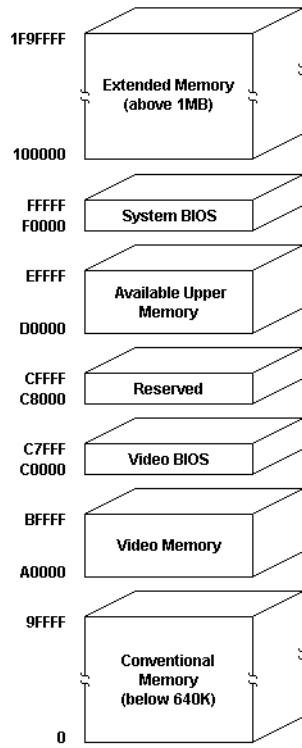 1F9FFFF
Extended Memory
(above 1MB)
100000
FFFFF
System BIOS
F0000
EFFFF
Available Upper
Memory
D0000
CFFFF
Reserved
C8000
C7FFF
Video BIOS
C0000
BFFFF
Video Memory
A0000
9FFFF
Conventional
Memory
(below 640K)
0